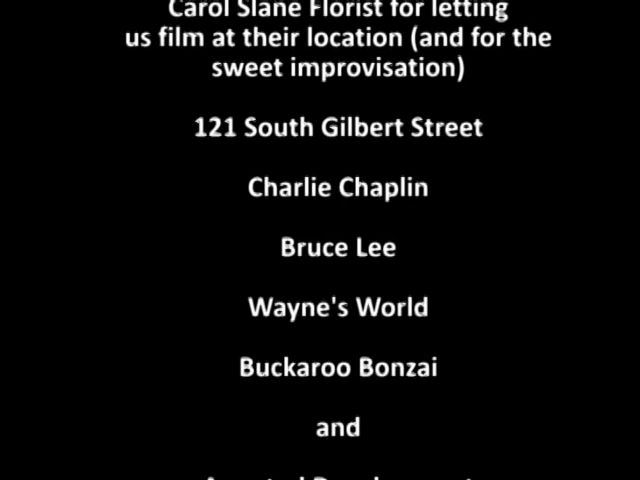 Carol Slane Florist for letting
us film at their location (and for the
sweet improvisation)
121 South Gilbert Street
Charlie Chaplin
Bruce Lee
Wayne's World
Buckaroo Bonzai
and